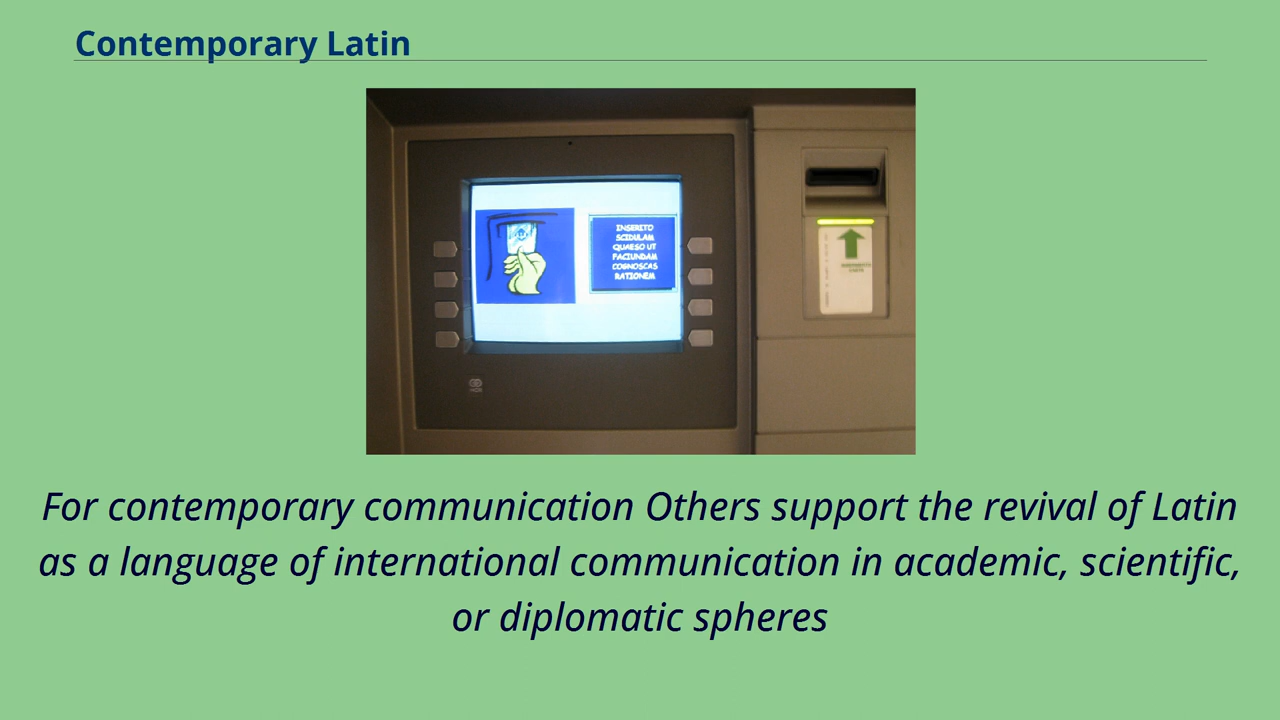 Contemporary Latin
INSERITO
SCIDULAM
QUAESO UT
FACIUNDAM
COGNOSCAS
RATIONEM
For contemporary communication Others support the revival of Latin
as a language of international communication in academic, scientific,
or diplomatic spheres